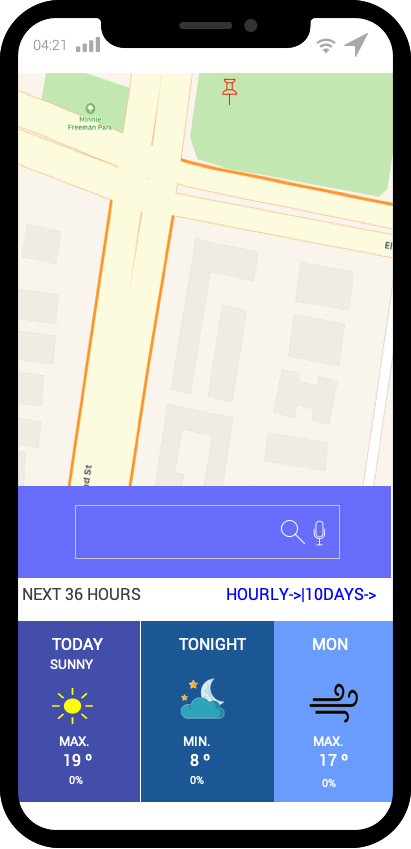 04:21
Minnie
Freeman Park
El
nd St
NEXT 36 HOURS
HOURLY->|10DAYS->
TODAY
SUNNY
MAX.
19 º
0%
TONIGHT
MIN.
8 º
0%
MON
MAX.
17 º
0%